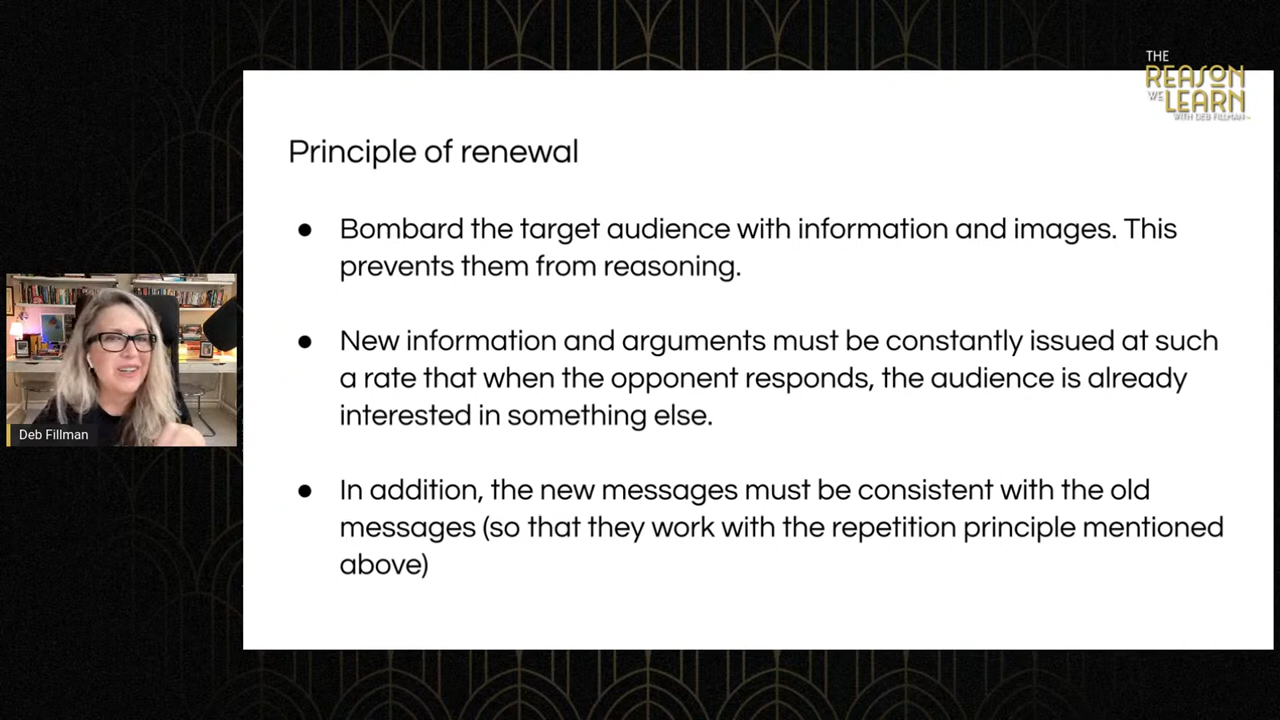 THE
REASON
WE LEARN
WITH DEB FILLMAN
Principle of renewal
● Bombard the target audience with information and images. This
prevents them from reasoning.
● New information and arguments must be constantly issued at such
a rate that when the opponent responds, the audience is already
interested in something else.
● In addition, the new messages must be consistent with the old
messages (so that they work with the repetition principle mentioned
above)
Deb Fillman